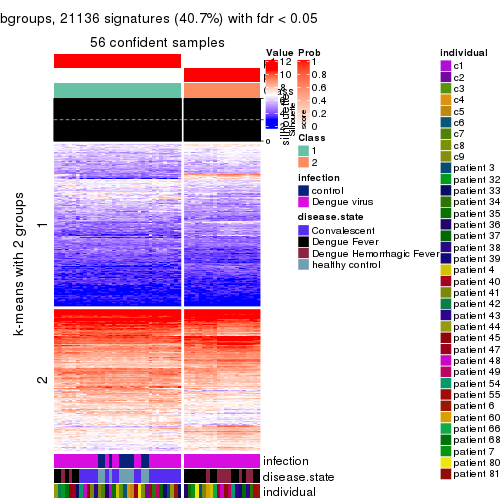 bgroups, 21136 signatures (40.7%) with fdr < 0.05
56 confident samples
k-means with 2 groups
1
2
Value
12
10
8
6
4
2
0
Prob
1
0.8
0.6
0.4
0.2
0
Silhouette
score
Class
1
2
infection
control
Dengue virus
disease.state
Convalescent
Dengue Fever
Dengue Hemorrhagic Fever
healthy control
infection
disease.state
individual
individual
c1
c2
c3
c4
c5
c6
c7
c8
c9
patient 3
patient 32
patient 33
patient 34
patient 35
patient 36
patient 37
patient 38
patient 39
patient 4
patient 40
patient 41
patient 42
patient 43
patient 44
patient 45
patient 47
patient 48
patient 49
patient 54
patient 55
patient 6
patient 60
patient 66
patient 68
patient 7
patient 80
patient 81